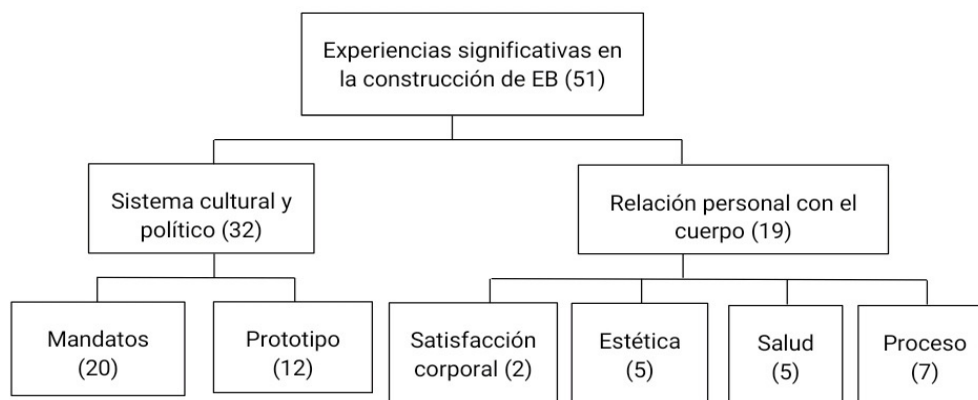 Experiencias significativas en
la construcción de EB (51)
Sistema cultural y
político (32)
Relación personal con el
cuerpo (19)
Mandatos
(20)
Prototipo
(12)
Satisfacción
corporal (2)
Estética
(5)
Salud
(5)
Proceso
(7)